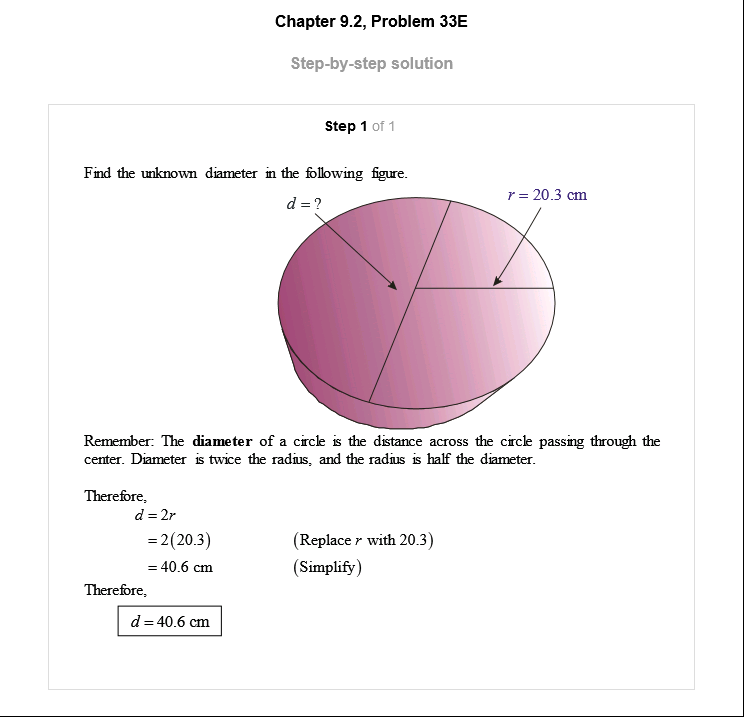 Chapter 9.2, Problem 33E
Step-by-step solution
Step 1 of 1
Find the unknown diameter in the following figure.
d = ?
r = 20.3 cm
Remember: The diameter of a circle is the distance across the circle passing through the
center. Diameter is twice the radius, and the radius is half the diameter.
Therefore,
d = 2r
= 2(20.3) (Replace r with 20.3)
= 40.6 cm (Simplify)
Therefore,
d = 40.6 cm